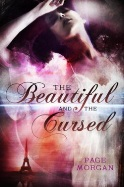 THE
Beautiful
AND THE
Cursed
PAGE
MORGAN